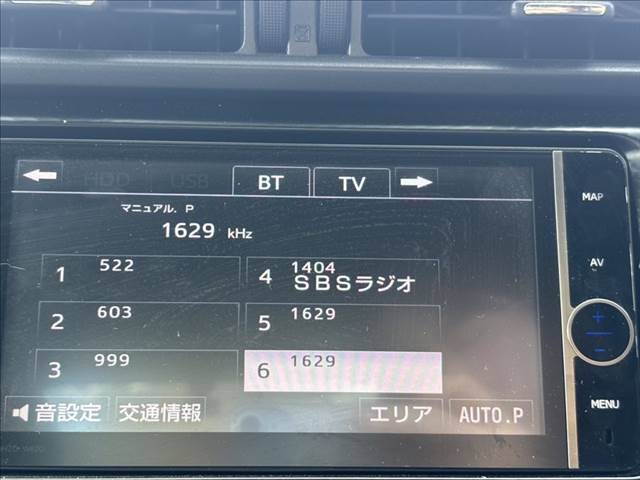 HDD USB BT TV
マニュアル. P
1629 kHz
1 522
2 603
3 999
4 1404 SBSラジオ
5 1629
6 1629
音設定 交通情報 エリア AUTO.P
MAP
AV
+
-
MENU